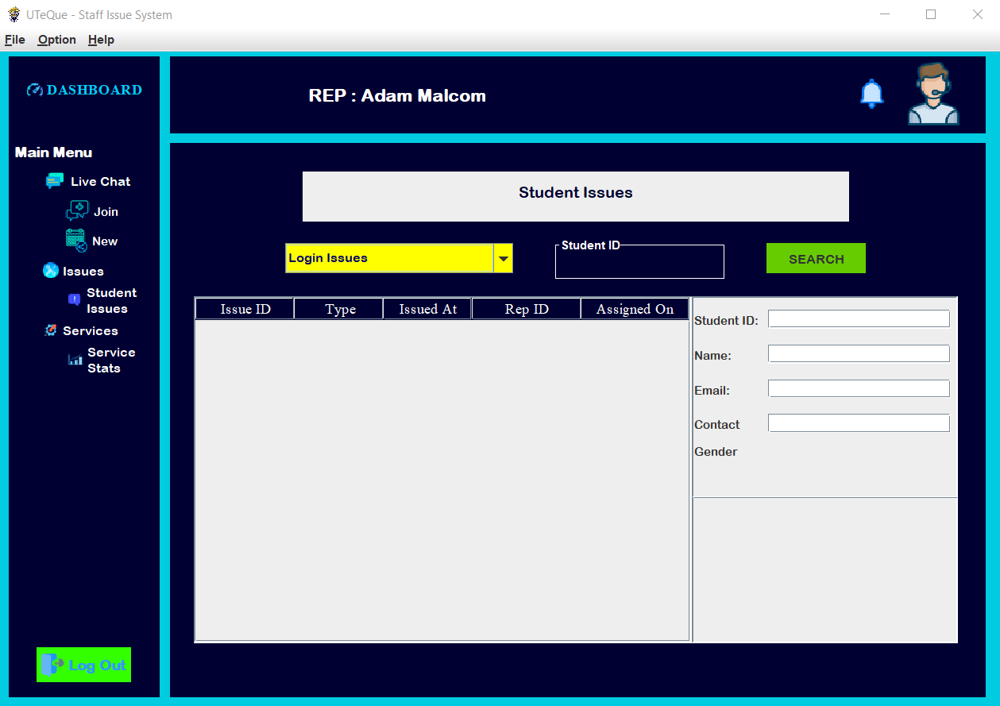 UTeQue - Staff Issue System
File Option Help
DASHBOARD
REP : Adam Malcom
Main Menu
Live Chat
Join
New
Issues
Student
Issues
Services
Service
Stats
Log Out
Student Issues
Login Issues
Student ID
SEARCH
Issue ID Type Issued At Rep ID Assigned On
Student ID:
Name:
Email:
Contact
Gender